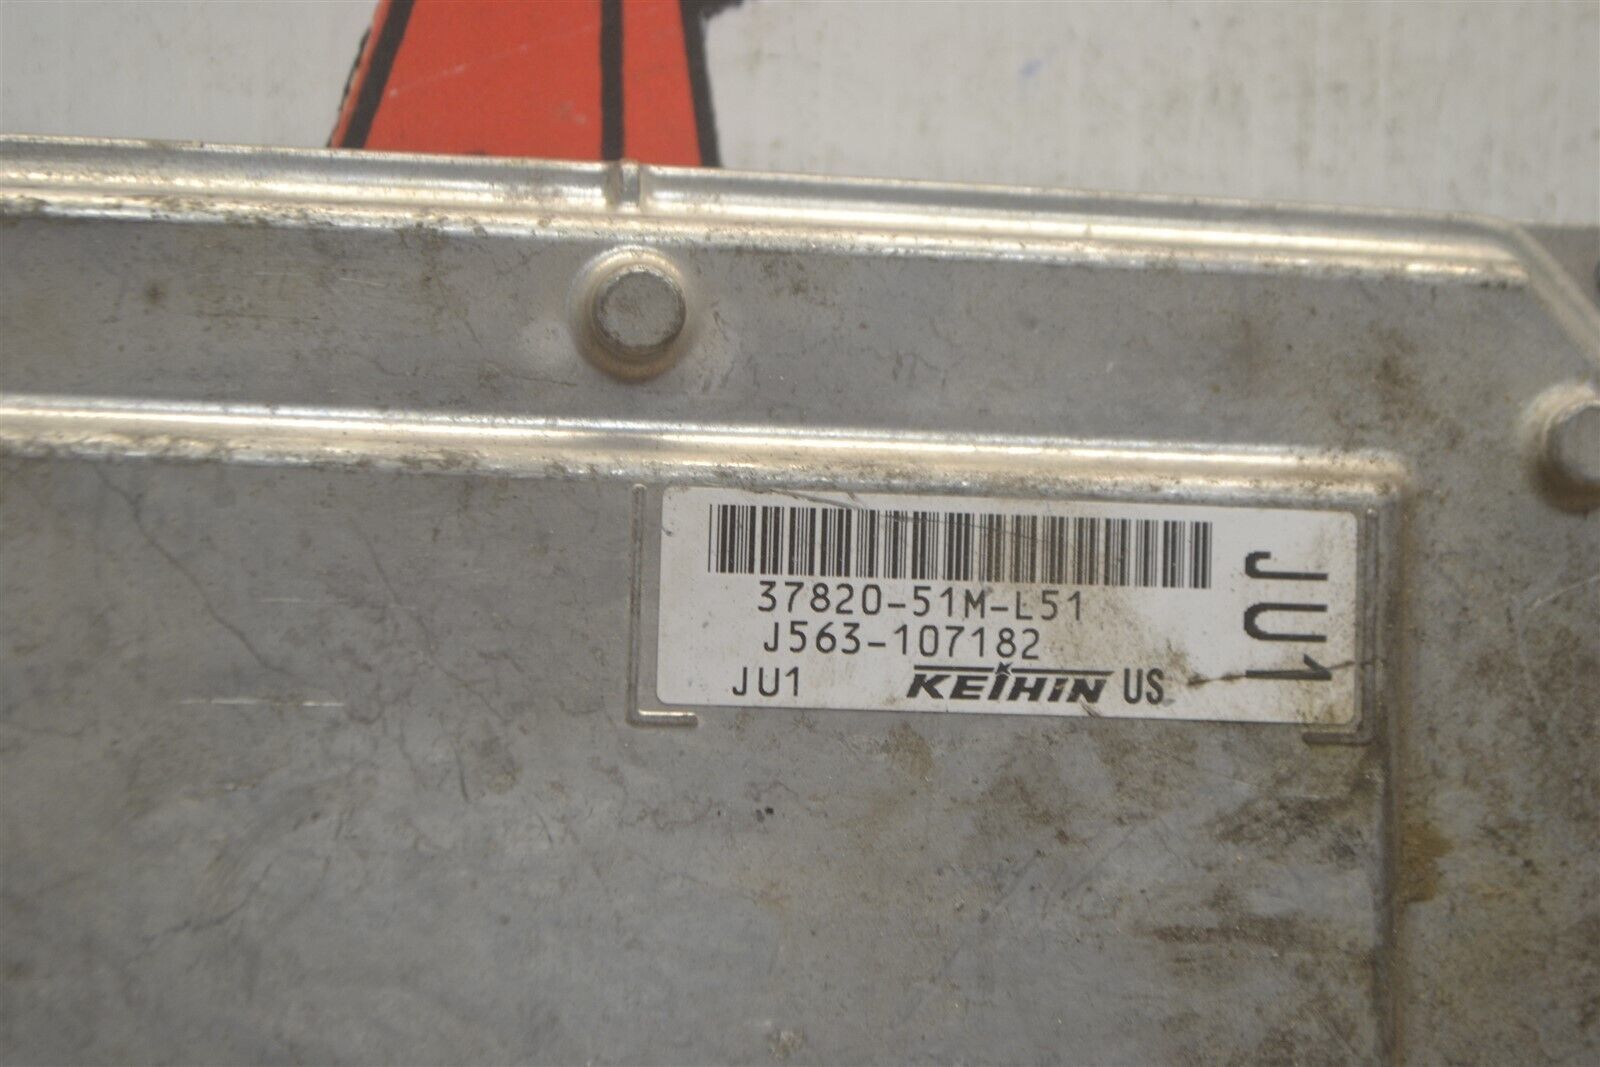 37820-51M-L51
J563-107182
JU1 KEIHIN US
JU1